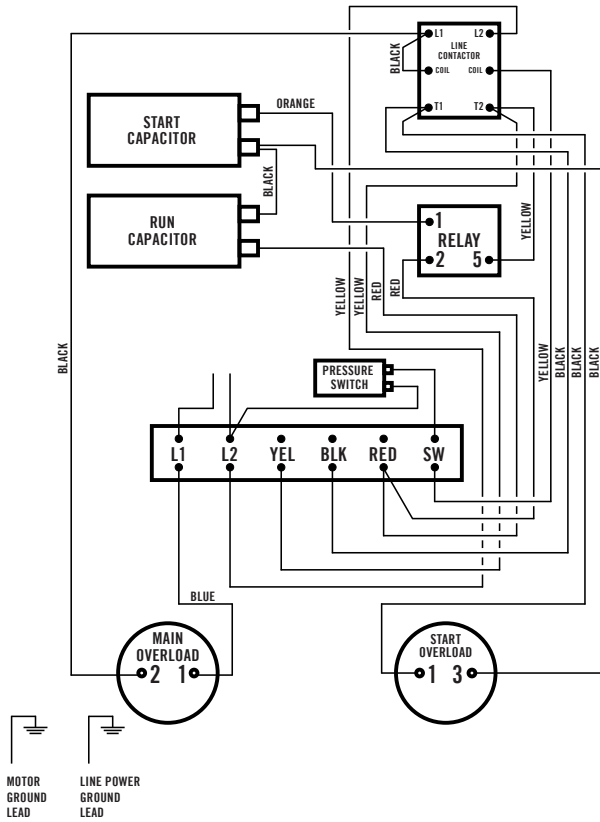 L1
L2
LINE
CONTACTOR
COIL
COIL
T1
T2
BLACK
START
CAPACITOR
ORANGE
BLACK
RUN
CAPACITOR
1
RELAY
2
5
YELLOW
BLACK
YELLOW
YELLOW
RED
RED
YELLOW
BLACK
BLACK
BLACK
PRESSURE
SWITCH
L1
L2
YEL
BLK
RED
SW
BLUE
MAIN
OVERLOAD
2
1
START
OVERLOAD
1
3
MOTOR
GROUND
LEAD
LINE POWER
GROUND
LEAD